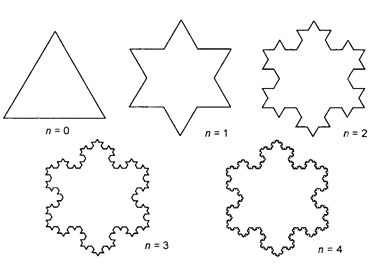 n = 0
n = 1
n = 2
n = 3
n = 4